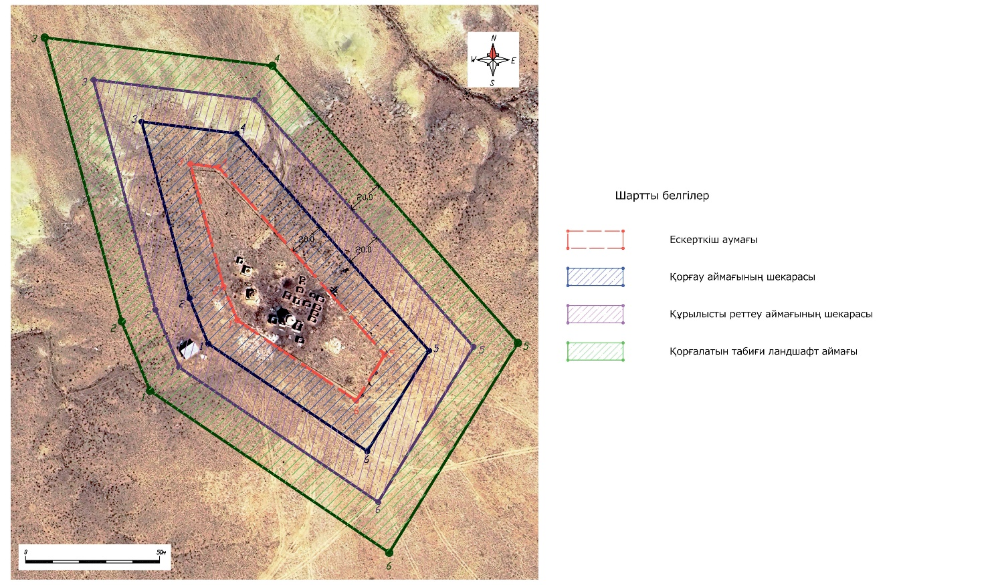 N
W E
S
3
4
3
4
3
4
20.0
20.0
20.0
2
2
2
1
1
1
5
5
5
6
6
6
0 50м
Шартты белгілер
Ескерткіш аумағы
Қорғау аймағының шекарасы
Құрылысты реттеу аймағының шекарасы
Қорғалатын табиғи ландшафт аймағы